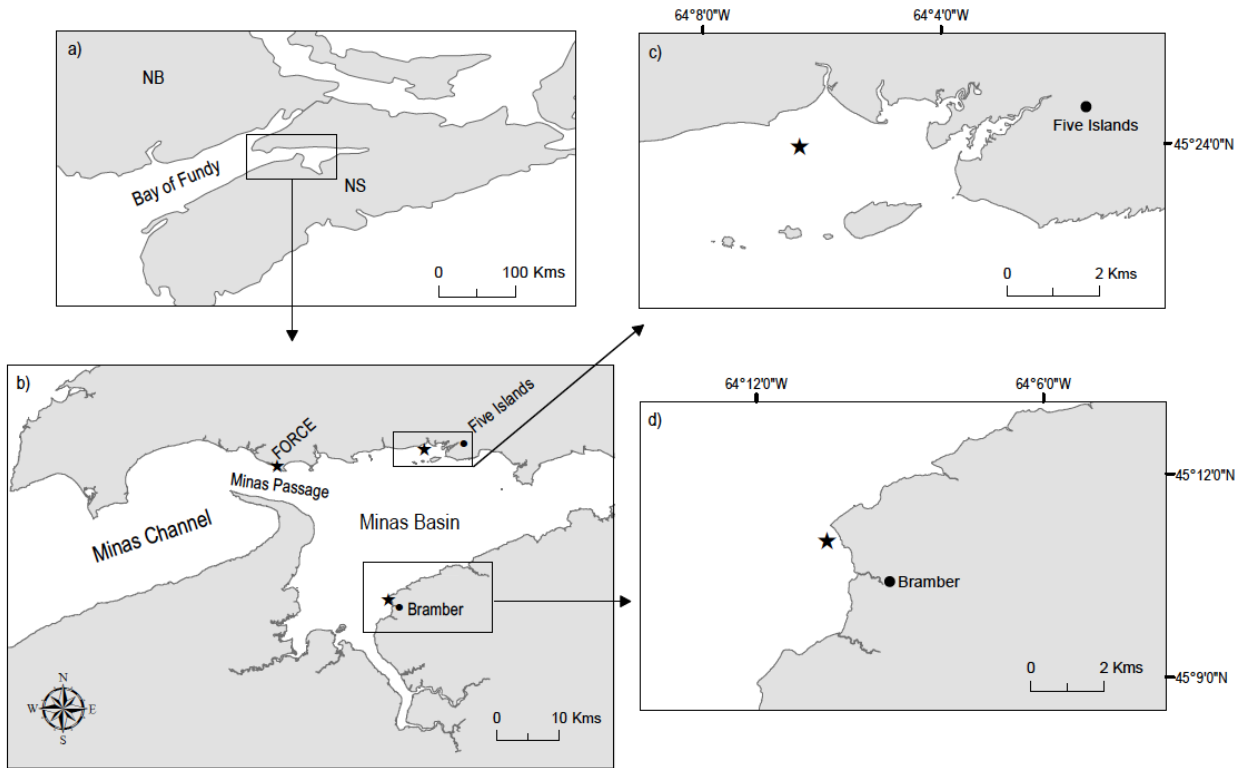 a)
NB
Bay of Fundy
NS
0 100 Kms
64°8'0"W 64°4'0"W
c)
Five Islands
45°24'0"N
0 2 Kms
b)
FORCE
Five Islands
Minas Passage
Minas Channel
Minas Basin
Bramber
N
W E
S
0 10 Kms
64°12'0"W 64°6'0"W
d)
45°12'0"N
Bramber
0 2 Kms
45°9'0"N